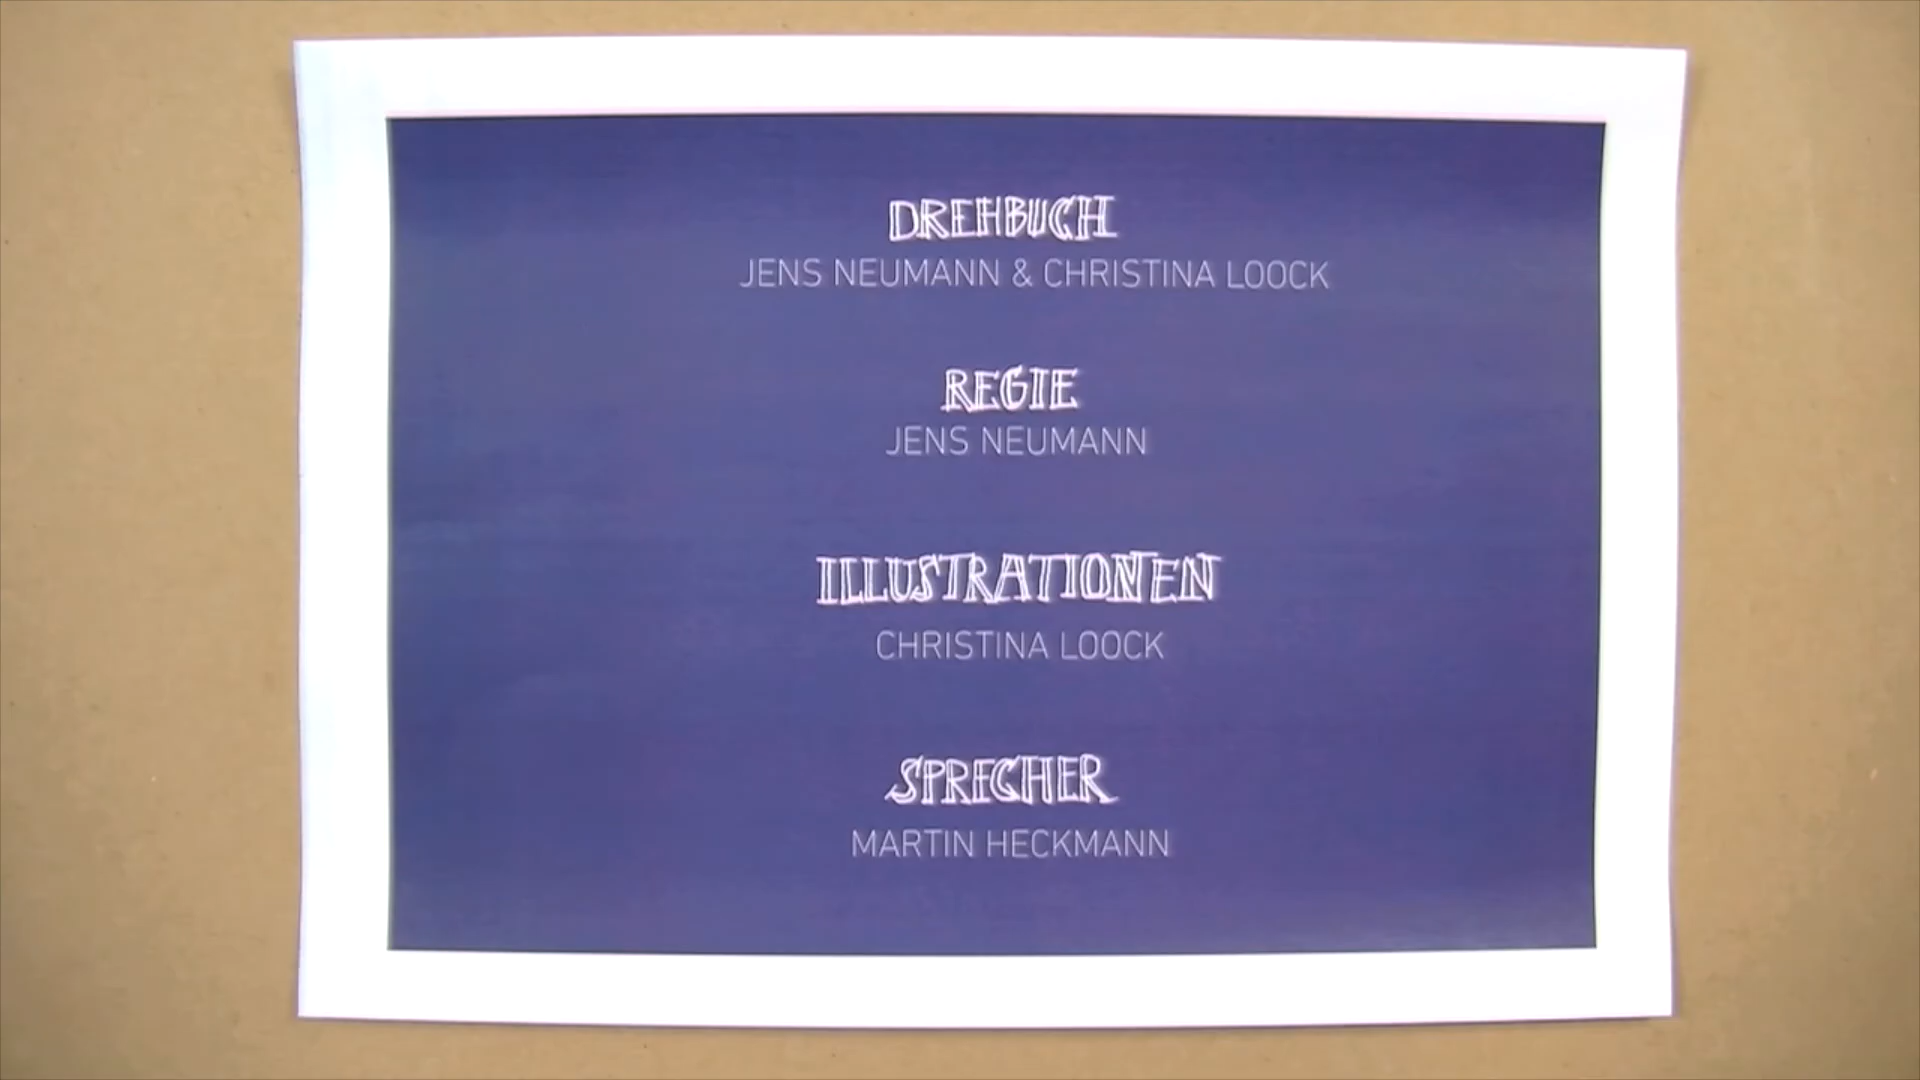 DREHBUCH
JENS NEUMANN & CHRISTINA LOOCK
REGIE
JENS NEUMANN
ILLUSTRATIONEN
CHRISTINA LOOCK
SPRECHER
MARTIN HECKMANN